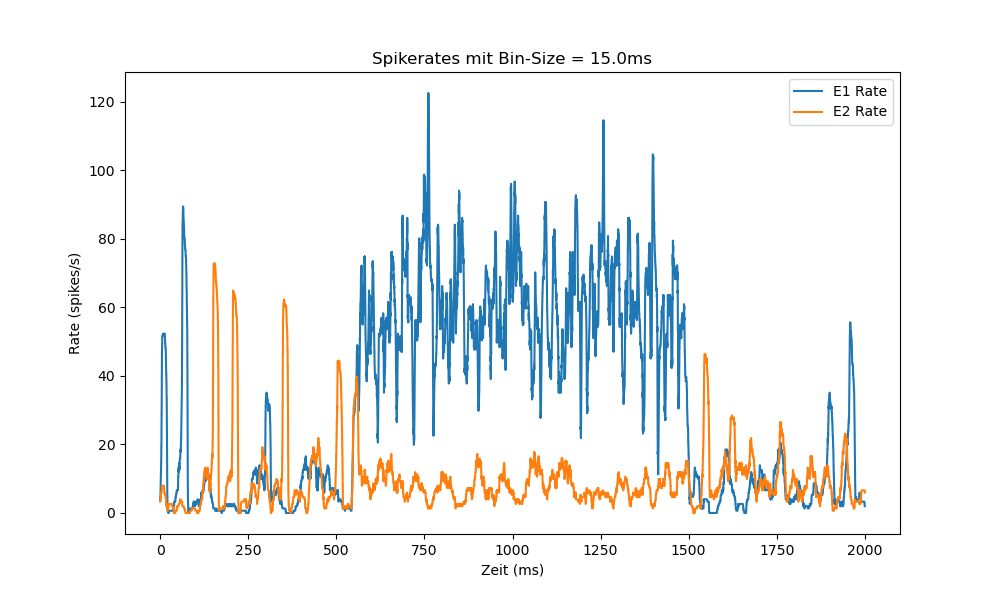 Spikerates mit Bin-Size = 15.0ms
E1 Rate
E2 Rate
120
100
80
60
40
20
0
Rate (spikes/s)
0 250 500 750 1000 1250 1500 1750 2000
Zeit (ms)